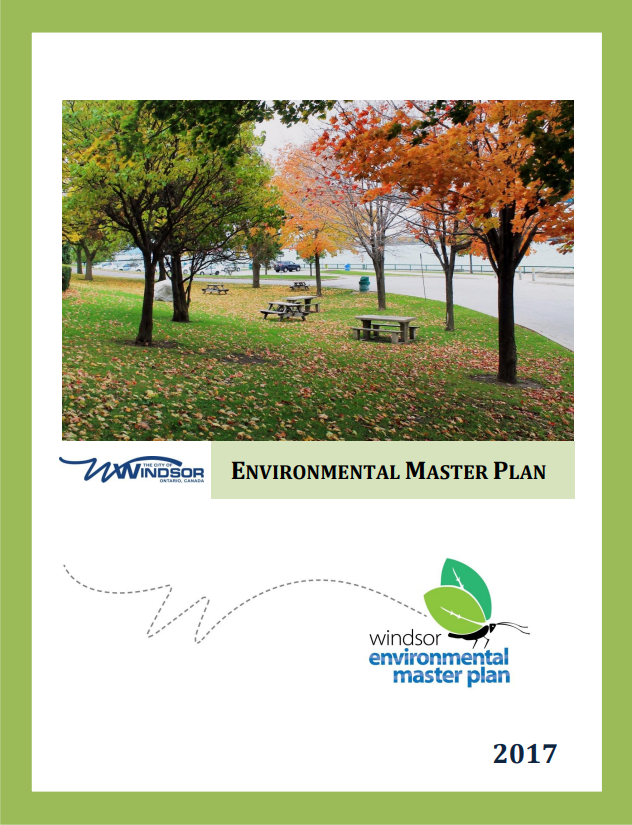 THE CITY OF
WINDSOR
ONTARIO, CANADA
ENVIRONMENTAL MASTER PLAN
windsor
environmental
master plan
2017